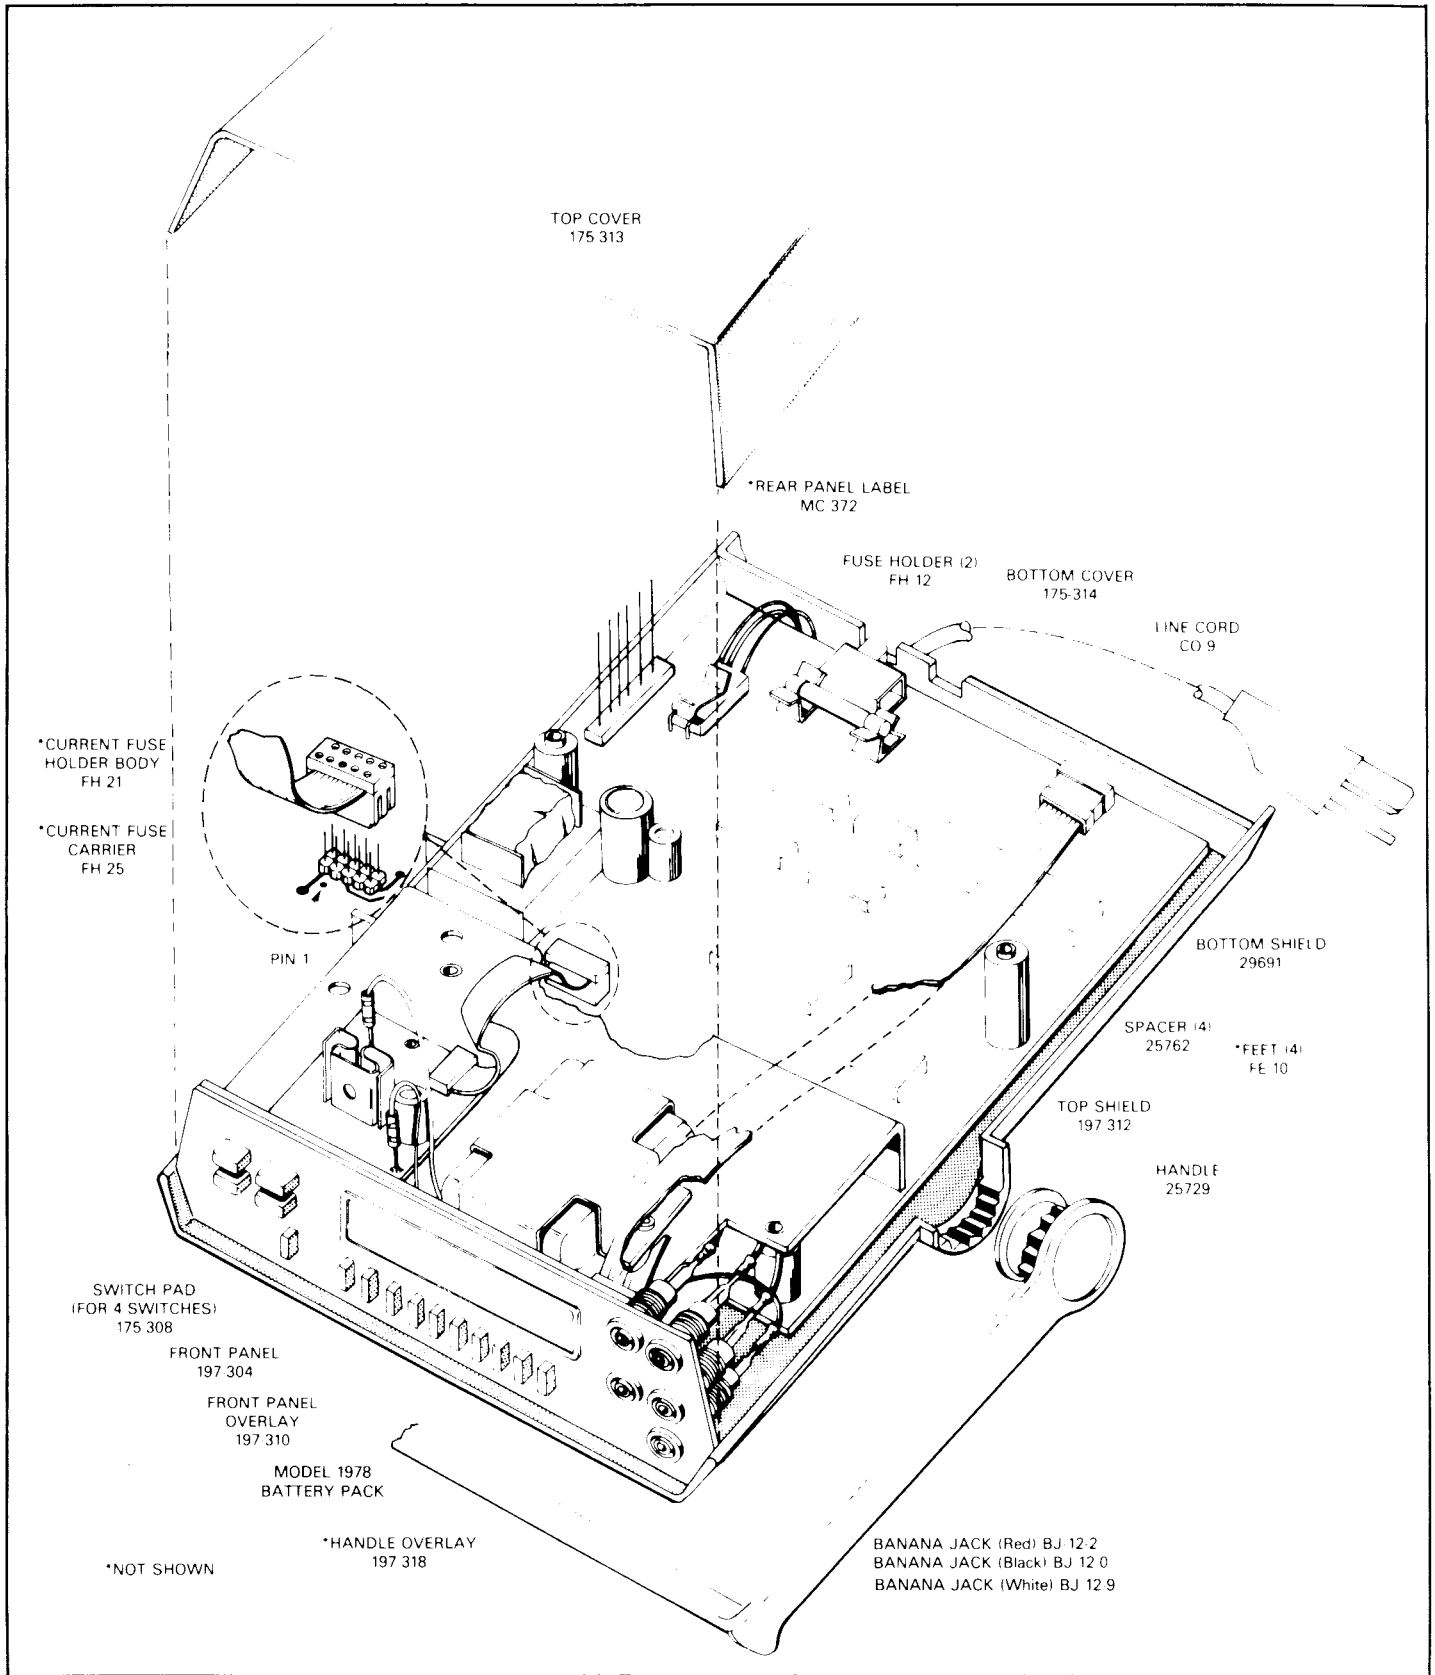 TOP COVER
175 313
*REAR PANEL LABEL
MC 372
FUSE HOLDER (2)
FH 12
BOTTOM COVER
175-314
LINE CORD
CO 9
*CURRENT FUSE
HOLDER BODY
FH 21
*CURRENT FUSE
CARRIER
FH 25
PIN 1
BOTTOM SHIELD
29691
SPACER (4)
25762
*FEET (4)
FE 10
TOP SHIELD
197 312
HANDLE
25729
SWITCH PAD
(FOR 4 SWITCHES)
175 308
FRONT PANEL
197 304
FRONT PANEL
OVERLAY
197-310
MODEL 1978
BATTERY PACK
*HANDLE OVERLAY
197 318
*NOT SHOWN
BANANA JACK (Red) BJ 12-2
BANANA JACK (Black) BJ 12 0
BANANA JACK (White) BJ 12 9